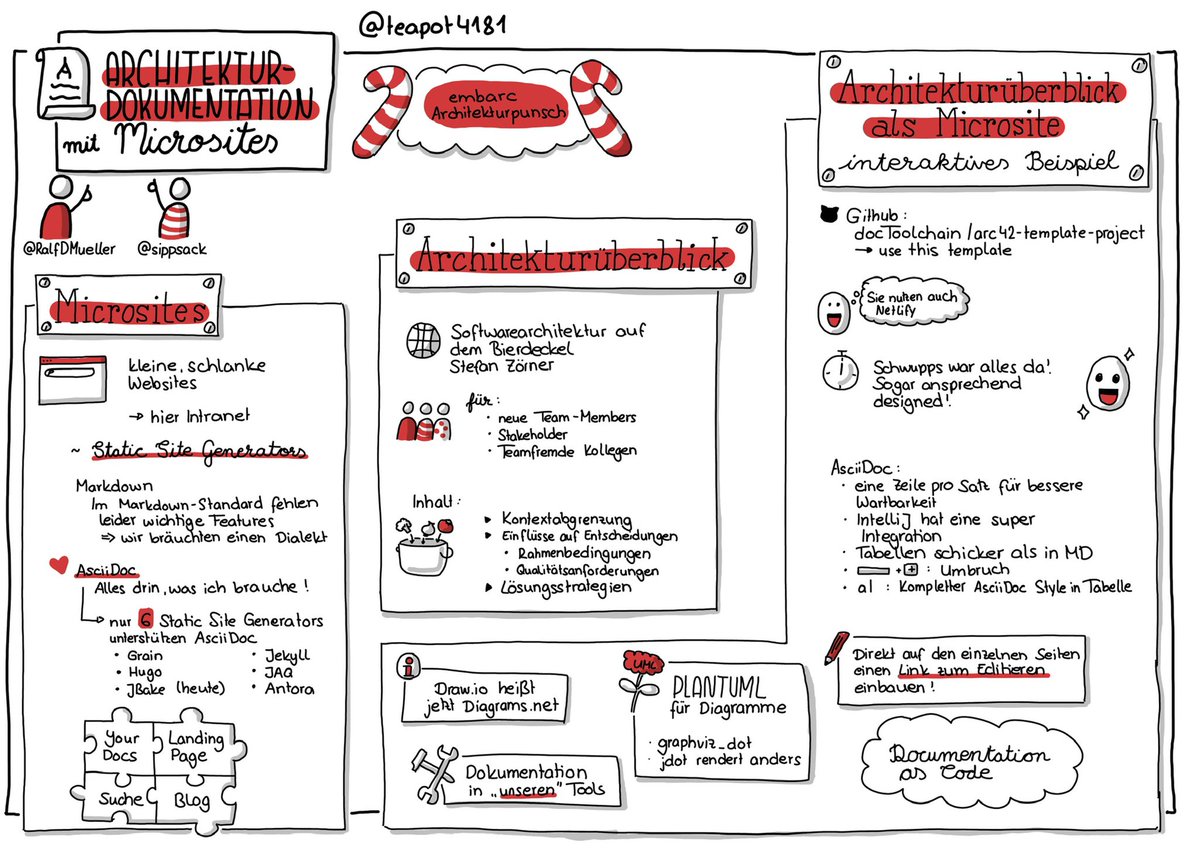 @teapot4181
A
ARCHITEKTUR-
DOKUMENTATION
mit Microsites
@RalfDMueller
@sippsack
embarc
Architekturpunsch
Microsites
kleine, schlanke
Websites
→ hier Intranet
~ Static Site Generators
Markdown
Im Markdown-Standard fehlen
leider wichtige Features
⇒ wir bräuchten einen Dialekt
AsciiDoc
Alles drin, was ich brauche!
nur 6 Static Site Generators
unterstützen AsciiDoc
• Grain
• Hugo
• JBake (heute)
• Jekyll
• JAQ
• Antora
Your
Docs
Landing
Page
Suche
Blog
Architekturüberblick
Softwarearchitektur auf
dem Bierdeckel
Stefan Zörner
für:
• neue Team-Members
• Stakeholder
• Teamfremde Kollegen
Inhalt:
▶ Kontextabgrenzung
▶ Einflüsse auf Entscheidungen
• Rahmenbedingungen
• Qualitätsanforderungen
▶ Lösungsstrategien
i
Draw.io heißt
jetzt Diagrams.net
Dokumentation
in „unseren" Tools
UML
PLANTUML
für Diagramme
• graphviz_dot
• jdot rendert anders
Architekturüberblick
als Microsite
interaktives Beispiel
Github:
docToolchain/arc42-template-project
→ use this template
Sie nutzen auch
Netlify
Schwupps war alles da!
Sogar ansprechend
designed!
AsciiDoc:
• eine Zeile pro Satz für bessere
Wartbarkeit
• IntelliJ hat eine super
Integration
• Tabellen schicker als in MD
• + + : Umbruch
• a| : Kompletter AsciiDoc Style in Tabelle
Direkt auf den einzelnen Seiten
einen Link zum Editieren
einbauen!
Documentation
as Code